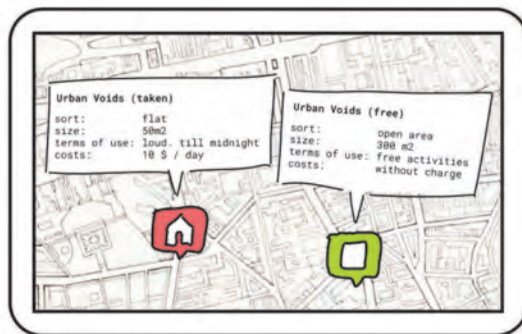 Urban Voids (taken)
sort: flat
size: 50m2
terms of use: loud. till midnight
costs: 10 $ / day
Urban Voids (free)
sort: open area
size: 300 m2
terms of use: free activities
costs: without charge